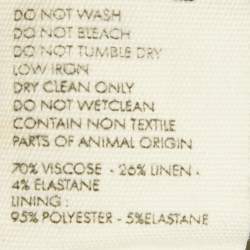 DO NOT WASH
DO NOT BLEACH
DO NOT TUMBLE DRY
LOW IRON
DRY CLEAN ONLY
DO NOT WETCLEAN
CONTAIN NON TEXTILE
PARTS OF ANIMAL ORIGIN
70% VISCOSE - 26% LINEN -
4% ELASTANE
LINING :
95% POLYESTER - 5%ELASTANE